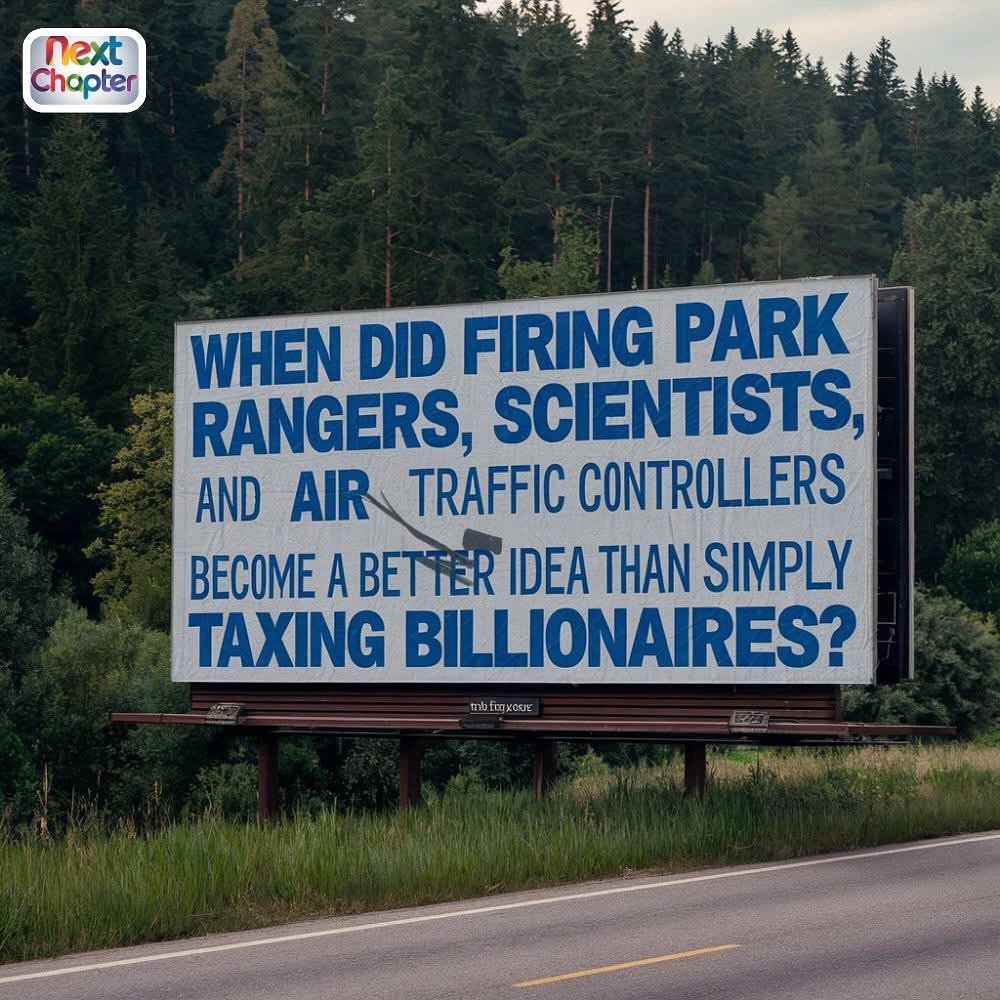 Next
Chapter
WHEN DID FIRING PARK
RANGERS, SCIENTISTS,
AND AIR TRAFFIC CONTROLLERS
BECOME A BETTER IDEA THAN SIMPLY
TAXING BILLIONAIRES?